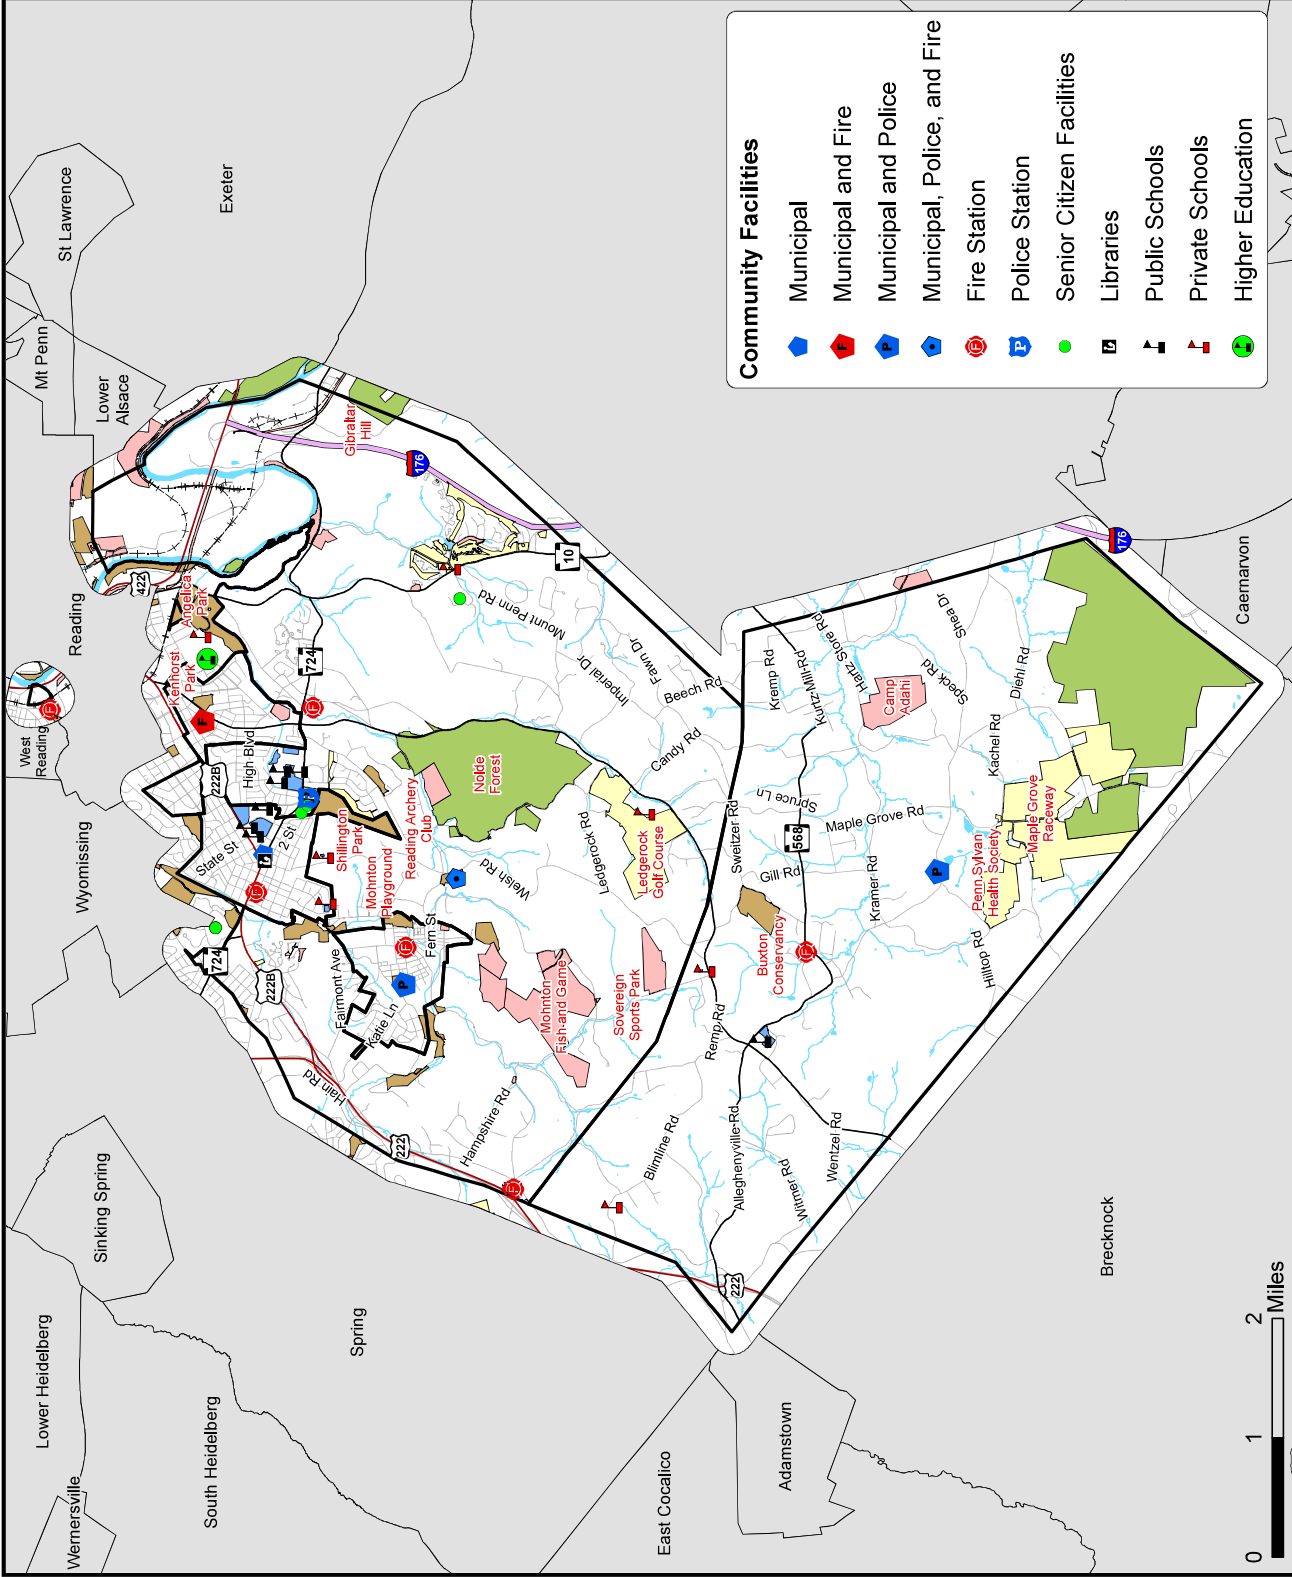 Community Facilities
Municipal
F
Municipal and Fire
P
Municipal and Police
Municipal, Police, and Fire
F
Fire Station
P
Police Station
Senior Citizen Facilities
Libraries
Public Schools
Private Schools
Higher Education
Wernersville
Lower Heidelberg
South Heidelberg
Sinking Spring
Spring
Wyomissing
West
Reading
Reading
Mt Penn
Lower
Alsace
St Lawrence
Exeter
East Cocalico
Adamstown
Brecknock
Caernarvon
Kenhorst
Park
Angelica
Park
Gibraltar
Hill
Shillington
Park
Mohnton
Playground
Reading Archery
Club
Nolde
Forest
Ledgerock
Golf Course
Mohnton
Fish and Game
Sovereign
Sports Park
Buxton
Conservancy
Camp
Adahi
Penn Sylvan
Health Society
Maple Grove
Raceway
State St
2 St
High Blvd
Fairmont Ave
Katie Ln
Fern St
Hain Rd
Hampshire Rd
Welsh Rd
Ledgerock Rd
Candy Rd
Beech Rd
Fawn Dr
Imperial Dr
Mount Penn Rd
Kremp Rd
Kurtz Mill Rd
Hartz Store Rd
Shea Dr
Speck Rd
Diehl Rd
Kachel Rd
Spruce Ln
Sweitzer Rd
Maple Grove Rd
Gill Rd
Kramer Rd
Hilltop Rd
Remp Rd
Blimline Rd
Alleghenyville Rd
Witmer Rd
Wentzel Rd
422
724
724
222B
222B
222
222
10
568
176
176
F
F
F
F
F
F
F
P
P
0
1
2
Miles